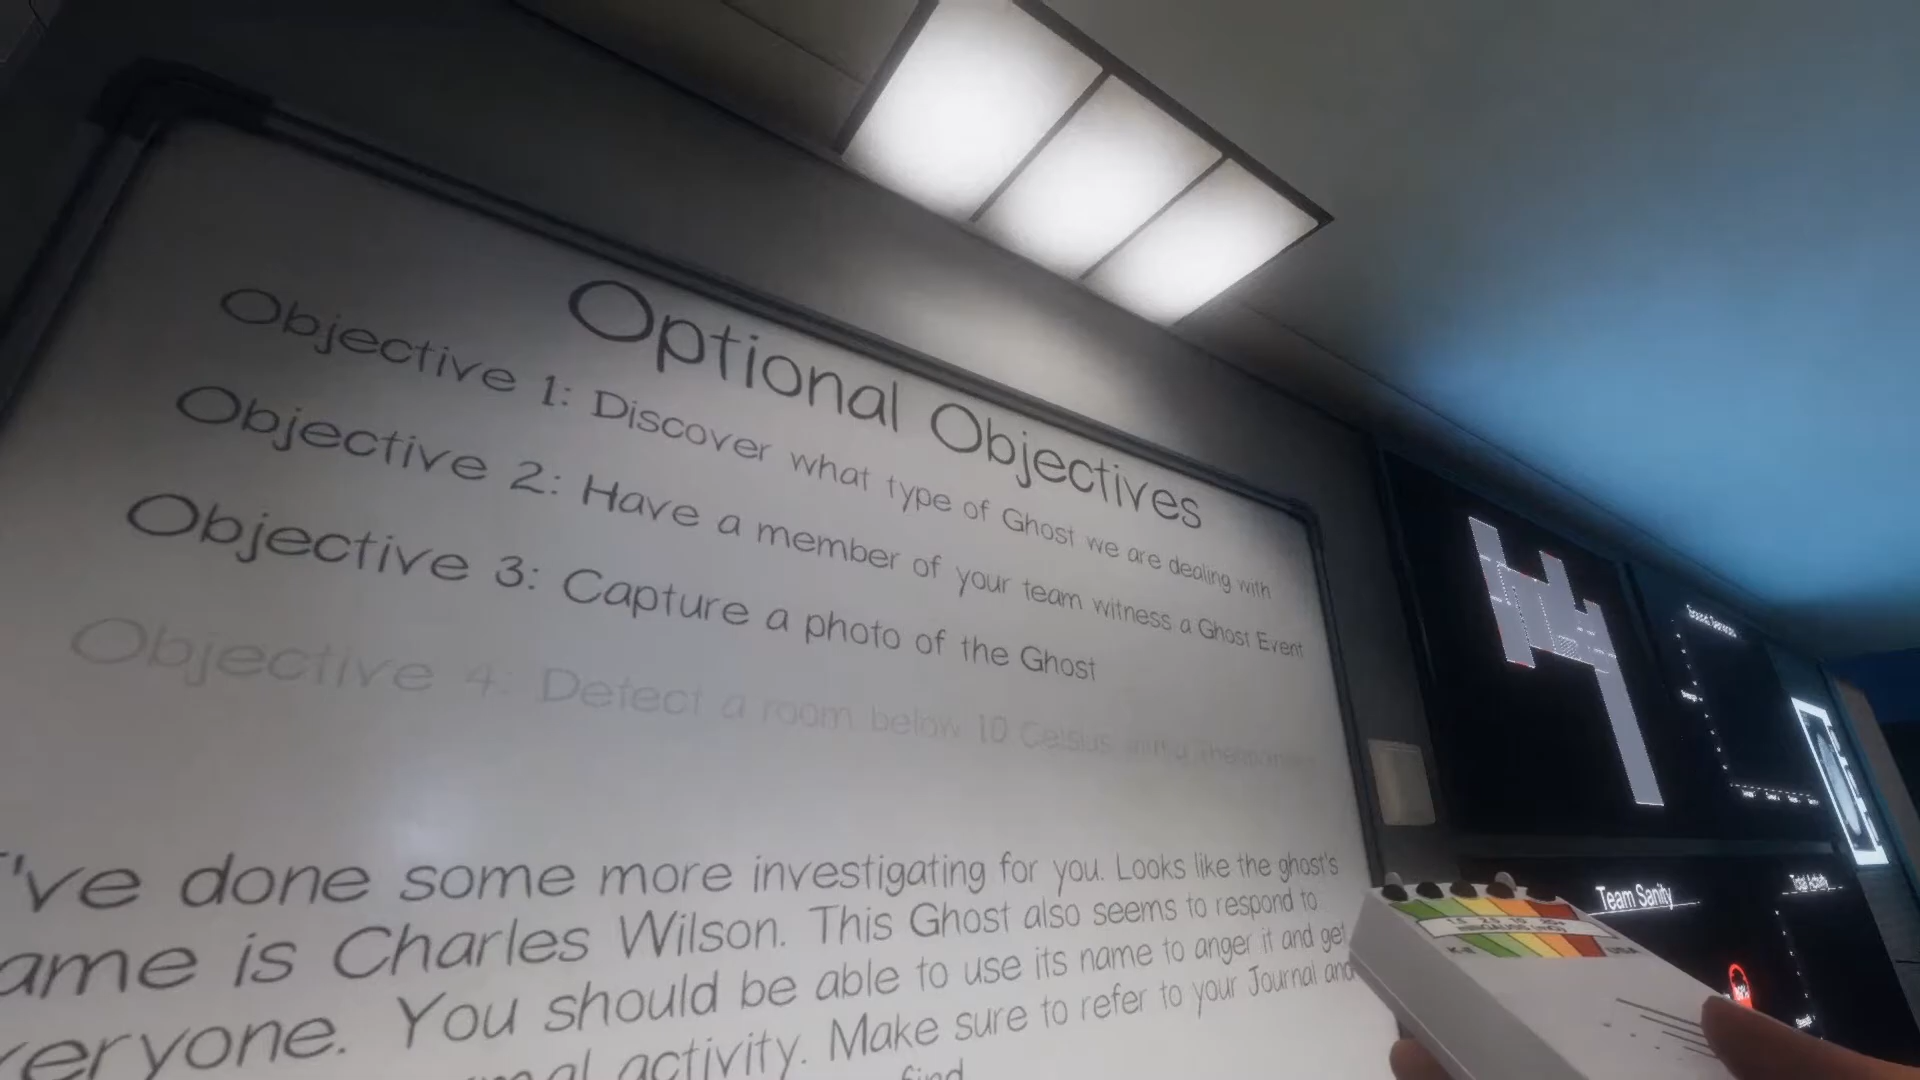 Optional Objectives
Objective 1: Discover what type of Ghost we are dealing with
Objective 2: Have a member of your team witness a Ghost Event
Objective 3: Capture a photo of the Ghost
Objective 4: Detect a room below 10 Celsius
've done some more investigating for you. Looks like the ghost's
ame is Charles Wilson. This Ghost also seems to respond to
veryone. You should be able to use its name to anger it and get
activity. Make sure to refer to your Journal and
find
Team Sanity
Total Activity